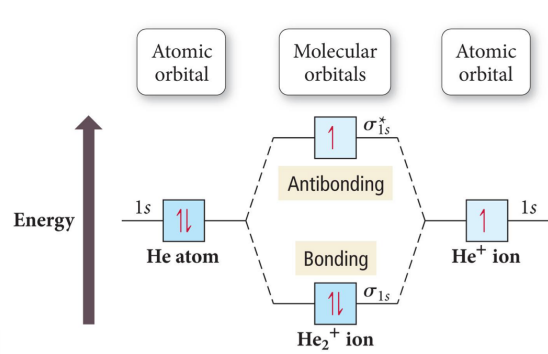 Atomic
orbital
Molecular
orbitals
Atomic
orbital
σ*1s
Antibonding
Energy
1s
1s
He atom
He⁺ ion
Bonding
σ1s
He₂⁺ ion